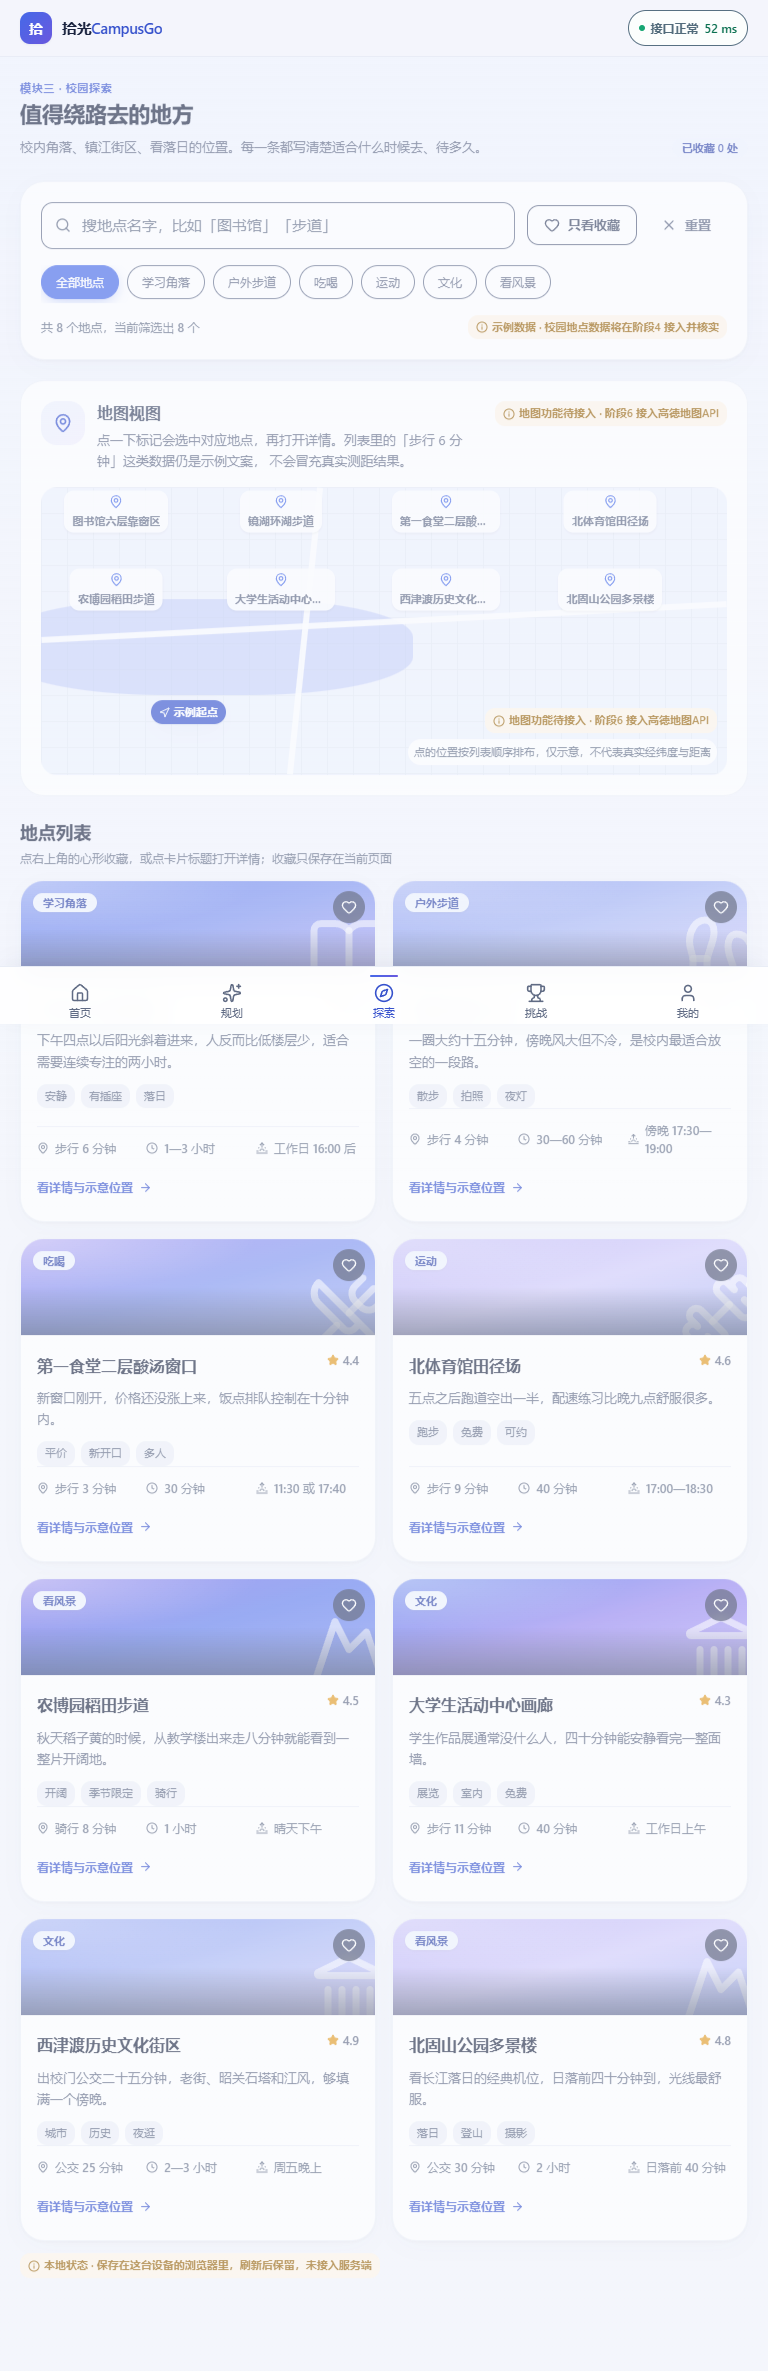 拾 拾光CampusGo
接口正常 52 ms
模块三 · 校园探索
值得绕路去的地方
校内角落、镇江街区、看落日的位置。每一条都写清楚适合什么时候去、待多久。
已收藏 0 处
搜地点名字，比如「图书馆」「步道」
只看收藏
重置
全部地点 学习角落 户外步道 吃喝 运动 文化 看风景
共 8 个地点，当前筛选出 8 个
示例数据 · 校园地点数据将在阶段4 接入并核实
地图视图
地图功能待接入 · 阶段6 接入高德地图API
点一下标记会选中对应地点，再打开详情。列表里的「步行 6 分
钟」这类数据仍是示例文案， 不会冒充真实测距结果。
图书馆六层靠窗区 镜湖环湖步道 第一食堂二层酸... 北体育馆田径场
农博园稻田步道 大学生活动中心... 西津渡历史文化... 北固山公园多景楼
示例起点
地图功能待接入 · 阶段6 接入高德地图API
点的位置按列表顺序排布，仅示意，不代表真实经纬度与距离
地点列表
点右上角的心形收藏，或点卡片标题打开详情；收藏只保存在当前页面
学习角落
户外步道
首页 规划 探索 挑战 我的
下午四点以后阳光斜着进来，人反而比低楼层少，适合
需要连续专注的两小时。
安静 有插座 落日
步行 6 分钟 1—3 小时 工作日 16:00 后
看详情与示意位置
一圈大约十五分钟，傍晚风大但不冷，是校内最适合放
空的一段路。
散步 拍照 夜灯
步行 4 分钟 30—60 分钟 傍晚 17:30—
19:00
看详情与示意位置
吃喝
第一食堂二层酸汤窗口 4.4
新窗口刚开，价格还没涨上来，饭点排队控制在十分钟
内。
平价 新开口 多人
步行 3 分钟 30 分钟 11:30 或 17:40
看详情与示意位置
运动
北体育馆田径场 4.6
五点之后跑道空出一半，配速练习比晚九点舒服很多。
跑步 免费 可约
步行 9 分钟 40 分钟 17:00—18:30
看详情与示意位置
看风景
农博园稻田步道 4.5
秋天稻子黄的时候，从教学楼出来走八分钟就能看到一
整片开阔地。
开阔 季节限定 骑行
骑行 8 分钟 1 小时 晴天下午
看详情与示意位置
文化
大学生活动中心画廊 4.3
学生作品展通常没什么人，四十分钟能安静看完一整面
墙。
展览 室内 免费
步行 11 分钟 40 分钟 工作日上午
看详情与示意位置
文化
西津渡历史文化街区 4.9
出校门公交二十五分钟，老街、昭关石塔和江风，够填
满一个傍晚。
城市 历史 夜逛
公交 25 分钟 2—3 小时 周五晚上
看详情与示意位置
看风景
北固山公园多景楼 4.8
看长江落日的经典机位，日落前四十分钟到，光线最舒
服。
落日 登山 摄影
公交 30 分钟 2 小时 日落前 40 分钟
看详情与示意位置
本地状态 · 保存在这台设备的浏览器里，刷新后保留，未接入服务端